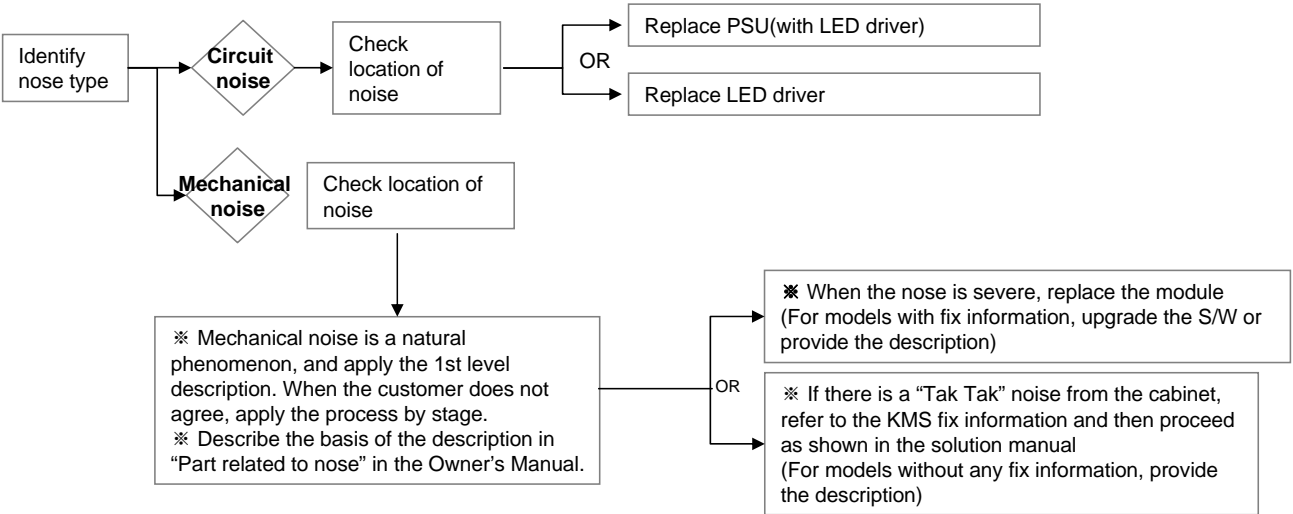 Identify
nose type
Circuit
noise
Check
location of
noise
Replace PSU(with LED driver)
OR
Replace LED driver
Mechanical
noise
Check location of
noise
※ Mechanical noise is a natural
phenomenon, and apply the 1st level
description. When the customer does not
agree, apply the process by stage.
※ Describe the basis of the description in
“Part related to nose” in the Owner’s Manual.
OR
※ When the nose is severe, replace the module
(For models with fix information, upgrade the S/W or
provide the description)
※ If there is a “Tak Tak” noise from the cabinet,
refer to the KMS fix information and then proceed
as shown in the solution manual
(For models without any fix information, provide
the description)